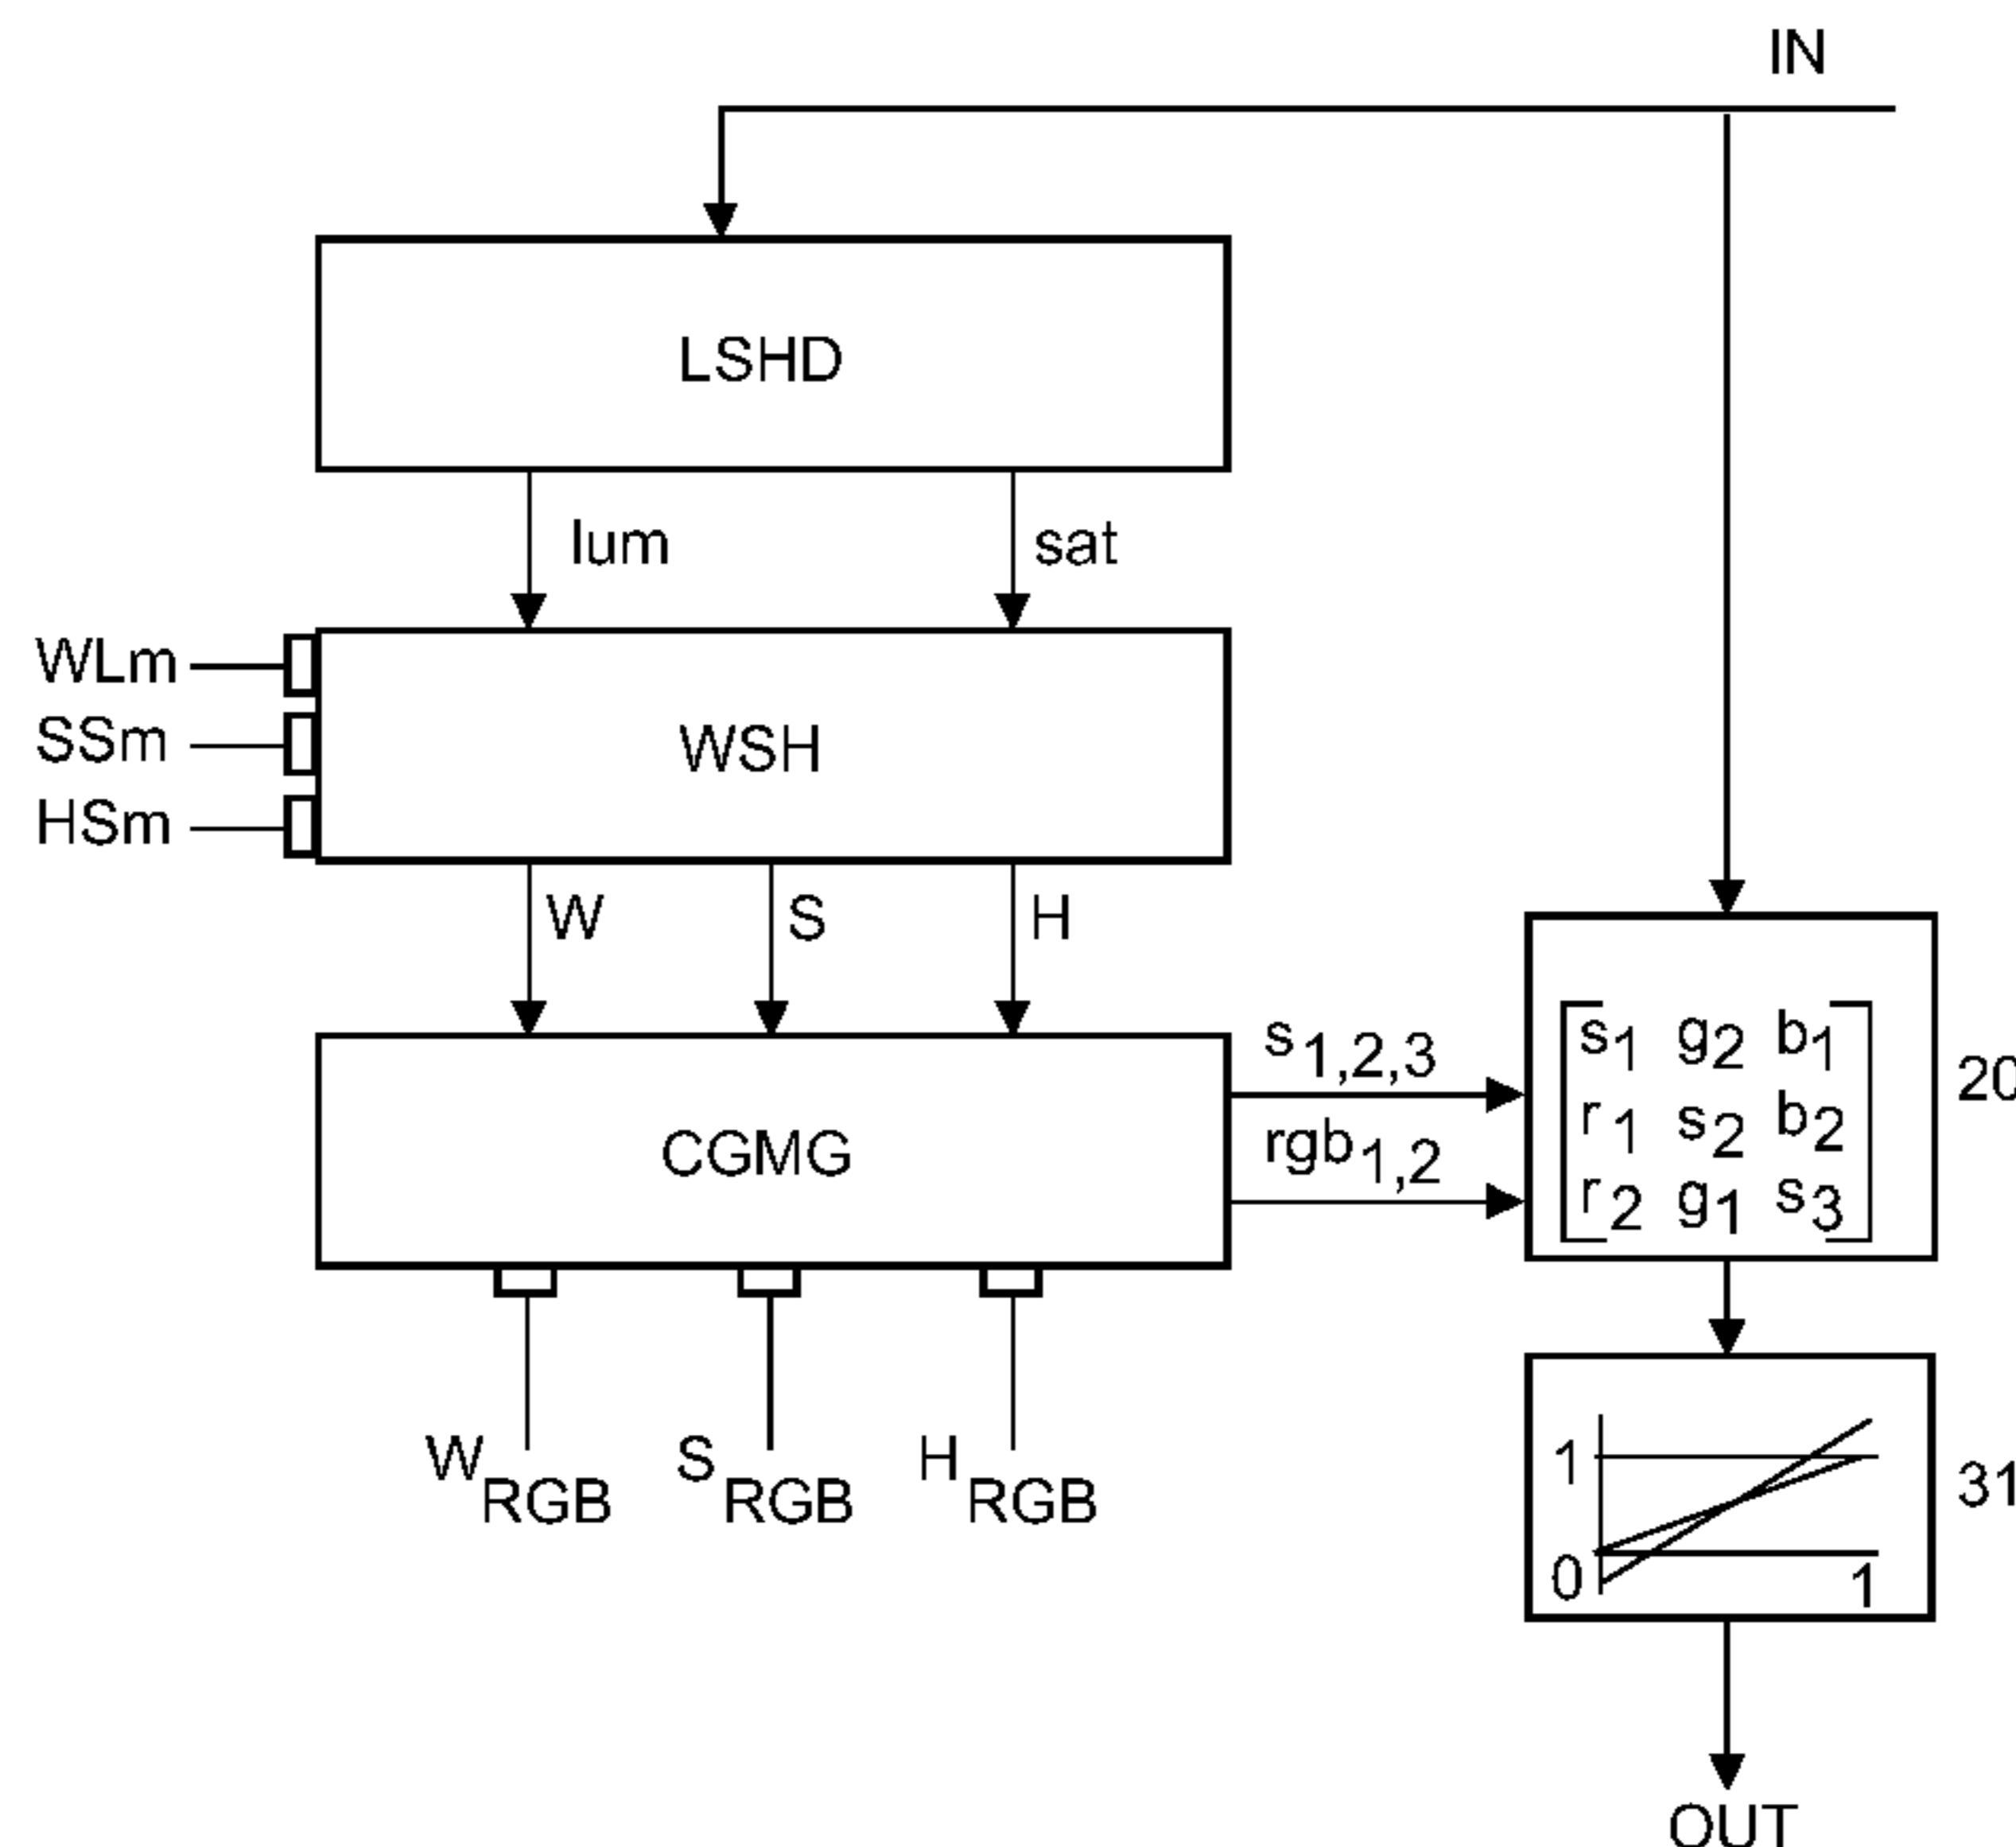 IN
LSHD
lum sat
WLm
SSm
HSm
WSH
W S H
CGMG
s1,2,3
rgb1,2
s1 g2 b1
r1 s2 b2
r2 g1 s3
20
WRGB SRGB HRGB
1
0 1
31
OUT